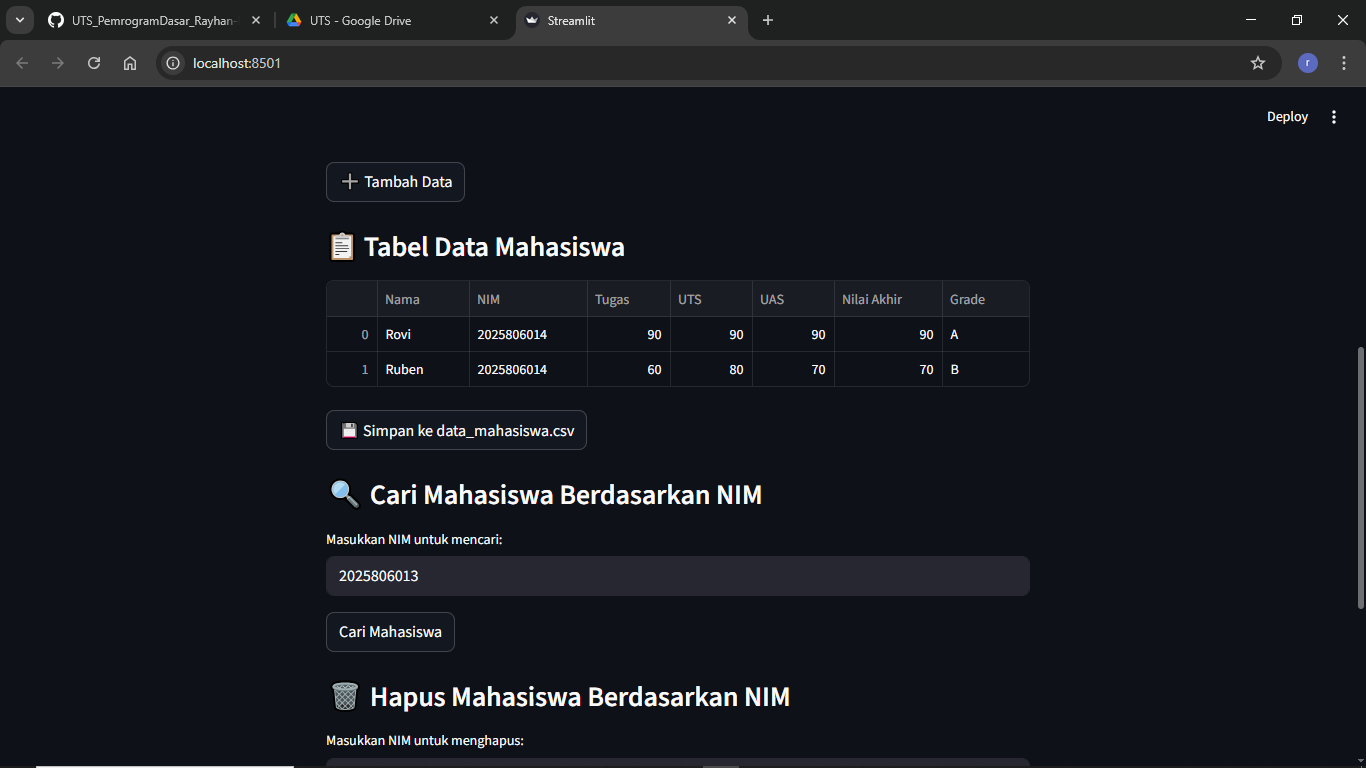 UTS_PemrogramDasar_Rayhan-
UTS - Google Drive
Streamlit
localhost:8501
r
Deploy
Tambah Data
Tabel Data Mahasiswa
Nama NIM Tugas UTS UAS Nilai Akhir Grade
0 Rovi 2025806014 90 90 90 90 A
1 Ruben 2025806014 60 80 70 70 B
Simpan ke data_mahasiswa.csv
Cari Mahasiswa Berdasarkan NIM
Masukkan NIM untuk mencari:
2025806013
Cari Mahasiswa
Hapus Mahasiswa Berdasarkan NIM
Masukkan NIM untuk menghapus: